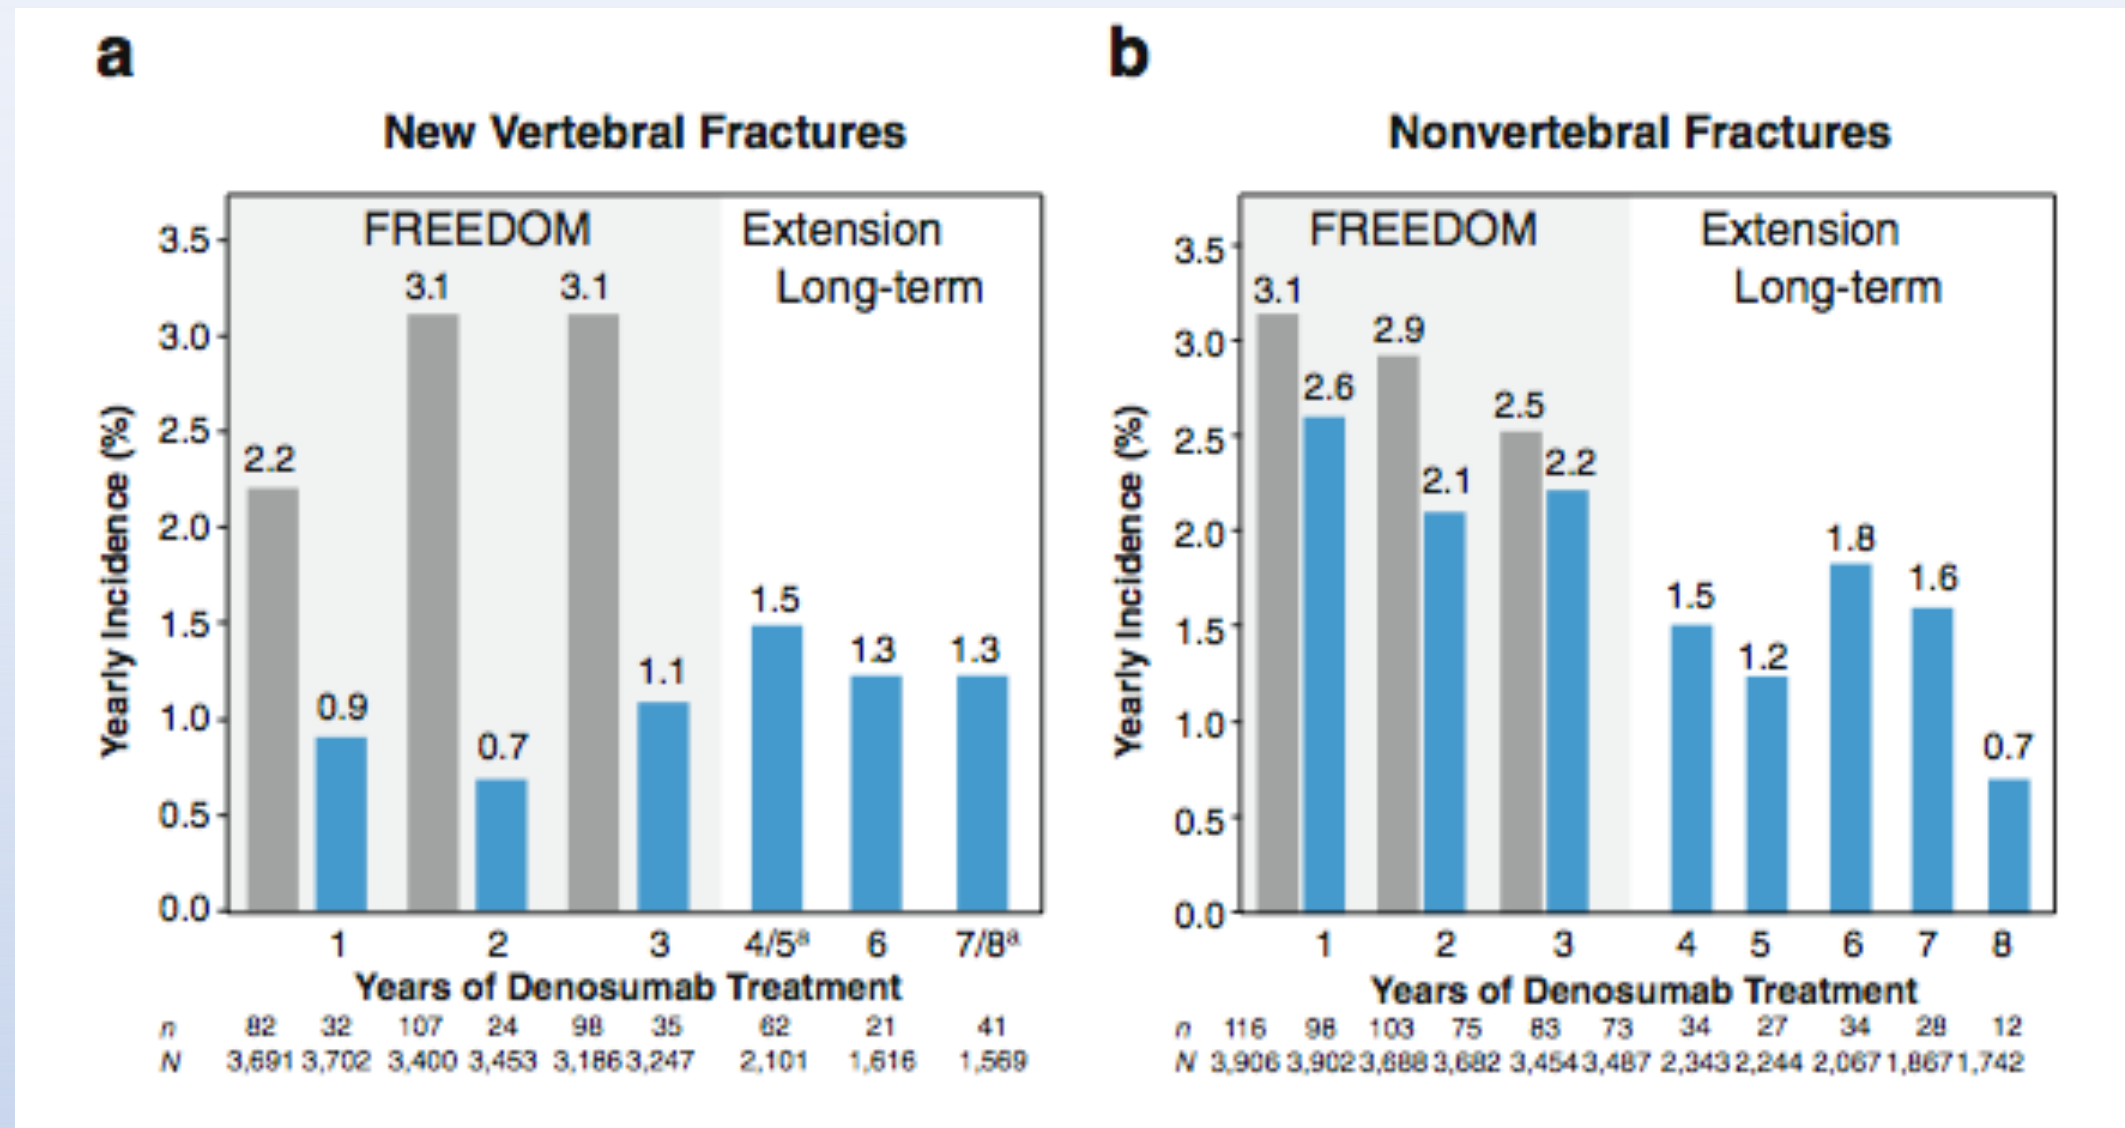 a
New Vertebral Fractures
FREEDOM
Extension
Long-term
Yearly Incidence (%)
3.5
3.0
2.5
2.0
1.5
1.0
0.5
0.0
2.2
0.9
3.1
0.7
3.1
1.1
1.5
1.3
1.3
1 2 3 4/5ª 6 7/8ª
Years of Denosumab Treatment
n 82 32 107 24 98 35 62 21 41
N 3,691 3,702 3,400 3,453 3,186 3,247 2,101 1,616 1,569
b
Nonvertebral Fractures
FREEDOM
Extension
Long-term
Yearly Incidence (%)
3.5
3.0
2.5
2.0
1.5
1.0
0.5
0.0
3.1
2.6
2.9
2.1
2.5
2.2
1.5
1.2
1.8
1.6
0.7
1 2 3 4 5 6 7 8
Years of Denosumab Treatment
n 116 98 103 75 83 73 34 27 34 28 12
N 3,906 3,902 3,688 3,682 3,454 3,487 2,343 2,244 2,067 1,867 1,742